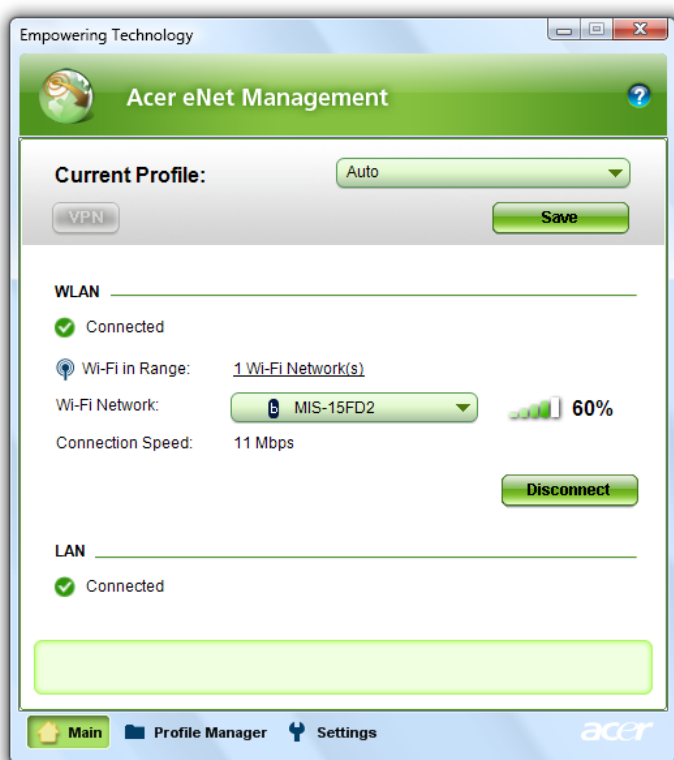 Empowering Technology
Acer eNet Management
?
Current Profile:
Auto
VPN
Save
WLAN
Connected
Wi-Fi in Range:
1 Wi-Fi Network(s)
Wi-Fi Network:
b MIS-15FD2
60%
Connection Speed:
11 Mbps
Disconnect
LAN
Connected
Main
Profile Manager
Settings
acer